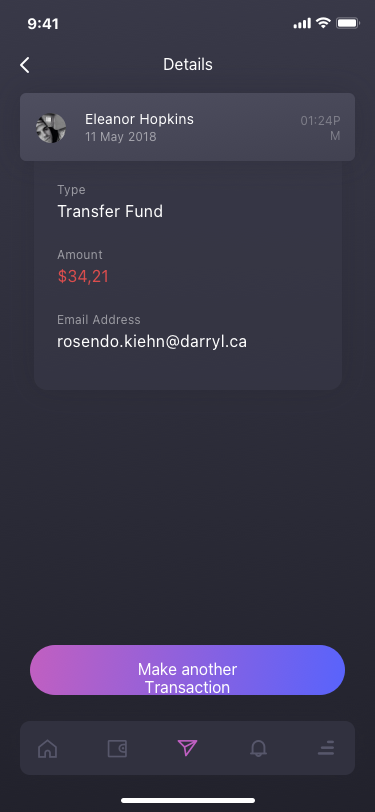 9:41
Details
Eleanor Hopkins
11 May 2018
01:24P
M
Type
Transfer Fund
Amount
$34,21
Email Address
rosendo.kiehn@darryl.ca
Make another
Transaction